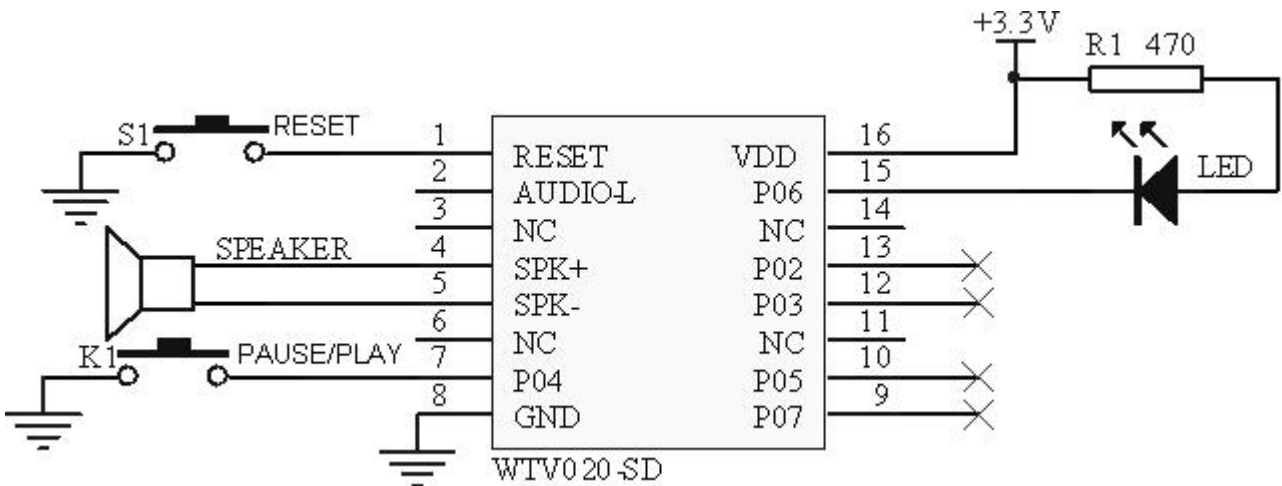 +3.3V
R1 470
S1 RESET
1 RESET VDD 16
2 AUDIO-L P06 15
LED
3 NC NC 14
SPEAKER
4 SPK+ P02 13
5 SPK- P03 12
6 NC NC 11
K1 PAUSE/PLAY
7 P04 P05 10
8 GND P07 9
WTV020-SD